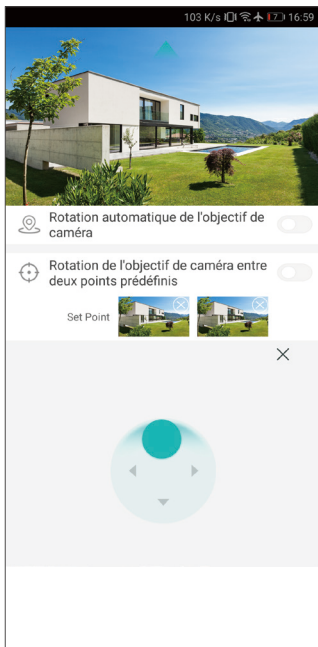 103 K/s 17 16:59
Rotation automatique de l'objectif de
caméra
Rotation de l'objectif de caméra entre
deux points prédéfinis
Set Point